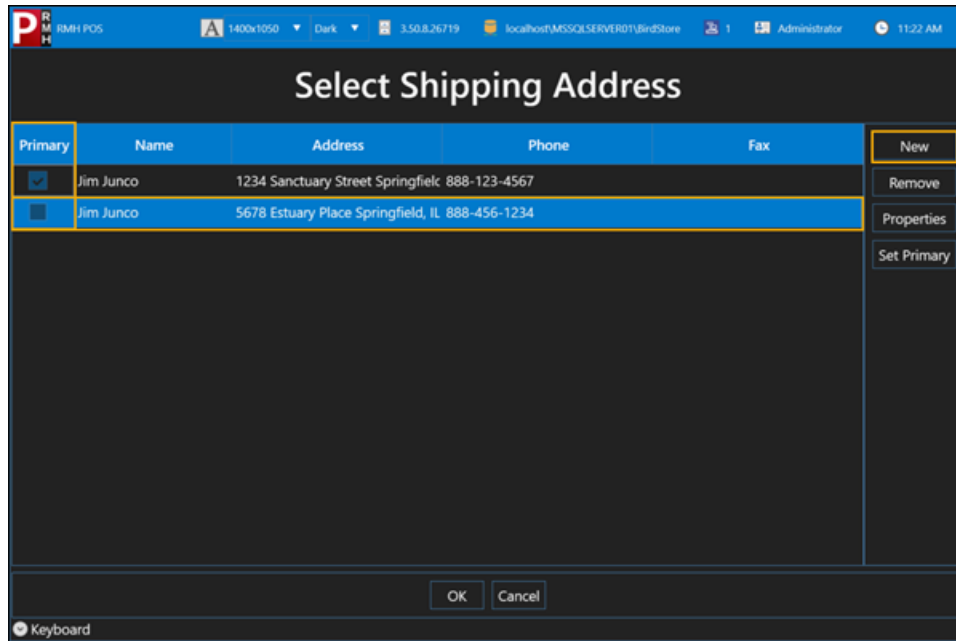 P RMH RMH POS A 1400x1050 Dark 3.50.8.26719 localhost\MSSQLSERVER01\BirdStore 1 Administrator 11:22 AM
Select Shipping Address
Primary Name Address Phone Fax New
Jim Junco 1234 Sanctuary Street Springfielc 888-123-4567 Remove
Jim Junco 5678 Estuary Place Springfield, IL 888-456-1234 Properties
Set Primary
OK Cancel
Keyboard